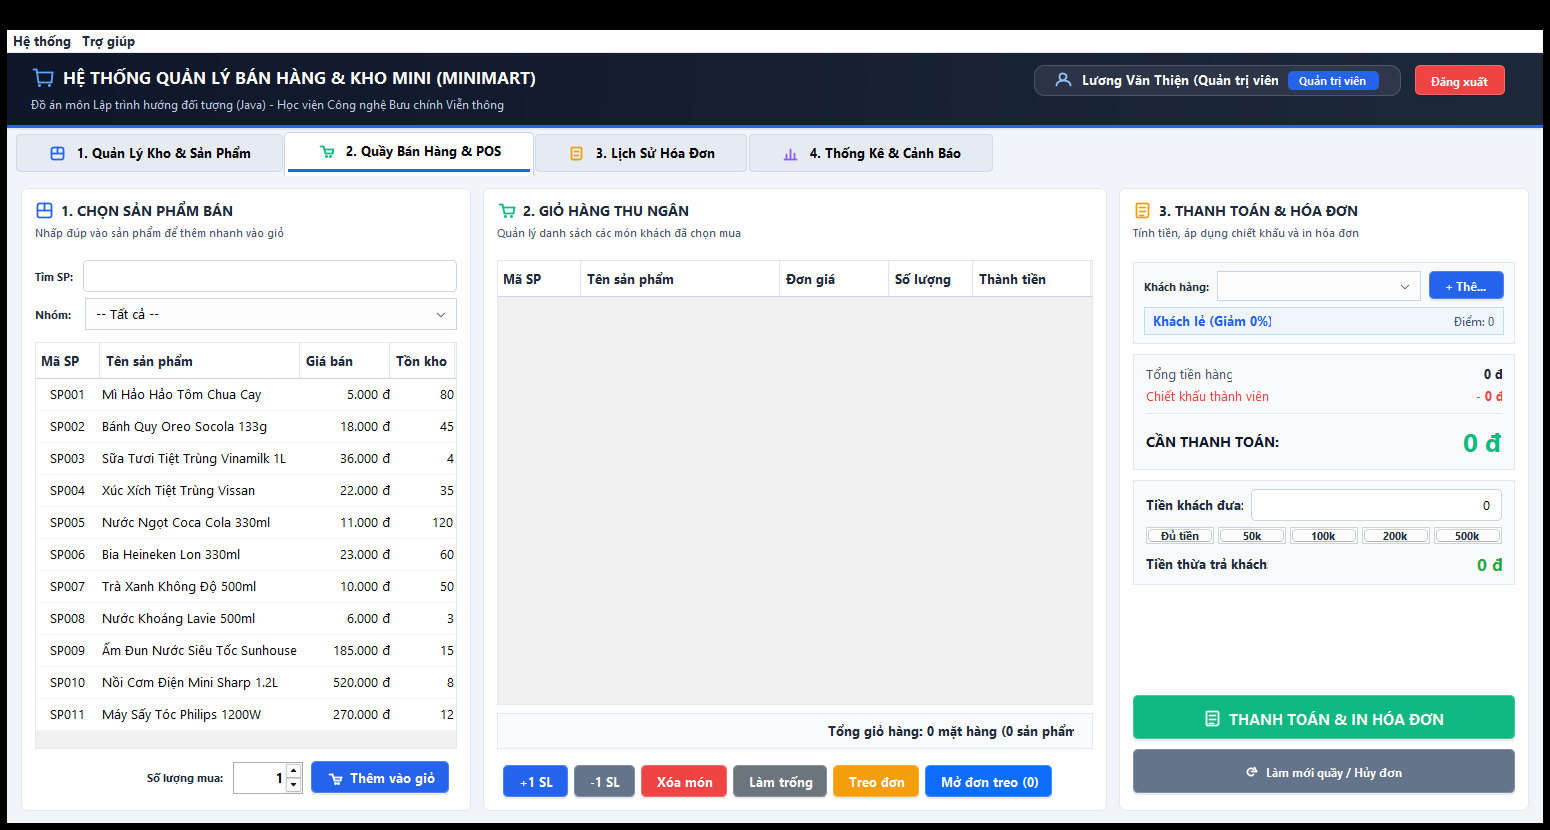 Hệ thống Trợ giúp
HỆ THỐNG QUẢN LÝ BÁN HÀNG & KHO MINI (MINIMART)
Đồ án môn Lập trình hướng đối tượng (Java) - Học viện Công nghệ Bưu chính Viễn thông
Lương Văn Thiện (Quản trị viên
Quản trị viên
Đăng xuất
1. Quản Lý Kho & Sản Phẩm
2. Quầy Bán Hàng & POS
3. Lịch Sử Hóa Đơn
4. Thống Kê & Cảnh Báo
1. CHỌN SẢN PHẨM BÁN
Nhấp đúp vào sản phẩm để thêm nhanh vào giỏ
Tìm SP:
Nhóm: -- Tất cả --
Mã SP Tên sản phẩm Giá bán Tồn kho
SP001 Mì Hảo Hảo Tôm Chua Cay 5.000 đ 80
SP002 Bánh Quy Oreo Socola 133g 18.000 đ 45
SP003 Sữa Tươi Tiệt Trùng Vinamilk 1L 36.000 đ 4
SP004 Xúc Xích Tiệt Trùng Vissan 22.000 đ 35
SP005 Nước Ngọt Coca Cola 330ml 11.000 đ 120
SP006 Bia Heineken Lon 330ml 23.000 đ 60
SP007 Trà Xanh Không Độ 500ml 10.000 đ 50
SP008 Nước Khoáng Lavie 500ml 6.000 đ 3
SP009 Ấm Đun Nước Siêu Tốc Sunhouse 185.000 đ 15
SP010 Nồi Cơm Điện Mini Sharp 1.2L 520.000 đ 8
SP011 Máy Sấy Tóc Philips 1200W 270.000 đ 12
Số lượng mua: 1 Thêm vào giỏ
2. GIỎ HÀNG THU NGÂN
Quản lý danh sách các món khách đã chọn mua
Mã SP Tên sản phẩm Đơn giá Số lượng Thành tiền
Tổng giỏ hàng: 0 mặt hàng (0 sản phẩm
+1 SL -1 SL Xóa món Làm trống Treo đơn Mở đơn treo (0)
3. THANH TOÁN & HÓA ĐƠN
Tính tiền, áp dụng chiết khấu và in hóa đơn
Khách hàng: + Thê...
Khách lẻ (Giảm 0%) Điểm: 0
Tổng tiền hàng 0 đ
Chiết khấu thành viên - 0 đ
CẦN THANH TOÁN: 0 đ
Tiền khách đưa: 0
Đủ tiền 50k 100k 200k 500k
Tiền thừa trả khách 0 đ
THANH TOÁN & IN HÓA ĐƠN
Làm mới quầy / Hủy đơn